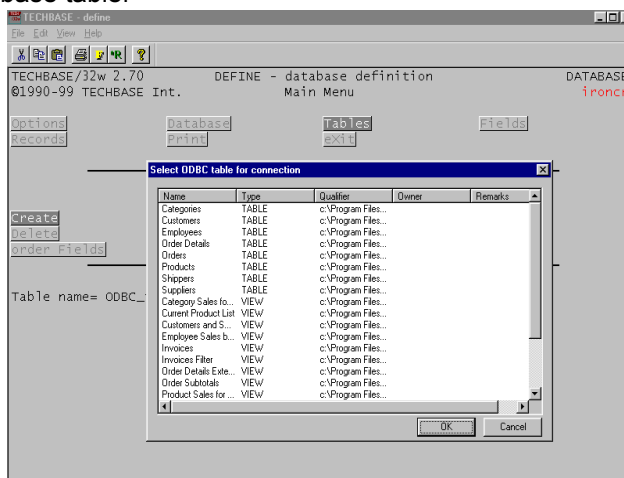 base table.
TECHBASE - define
File Edit View Help
TECHBASE/32w 2.70 DEFINE - database definition DATABASE
©1990-99 TECHBASE Int. Main Menu ironcr
Options Database Tables Fields
Records Print eXit
Select ODBC table for connection
Name Type Qualifier Owner Remarks
Categories TABLE c:\Program Files...
Customers TABLE c:\Program Files...
Employees TABLE c:\Program Files...
Order Details TABLE c:\Program Files...
Orders TABLE c:\Program Files...
Products TABLE c:\Program Files...
Shippers TABLE c:\Program Files...
Suppliers TABLE c:\Program Files...
Category Sales fo... VIEW c:\Program Files...
Current Product List VIEW c:\Program Files...
Customers and S... VIEW c:\Program Files...
Employee Sales b... VIEW c:\Program Files...
Invoices VIEW c:\Program Files...
Invoices Filter VIEW c:\Program Files...
Order Details Exte... VIEW c:\Program Files...
Order Subtotals VIEW c:\Program Files...
Product Sales for ... VIEW c:\Program Files...
Create
Delete
order Fields
Table name= ODBC_
OK Cancel